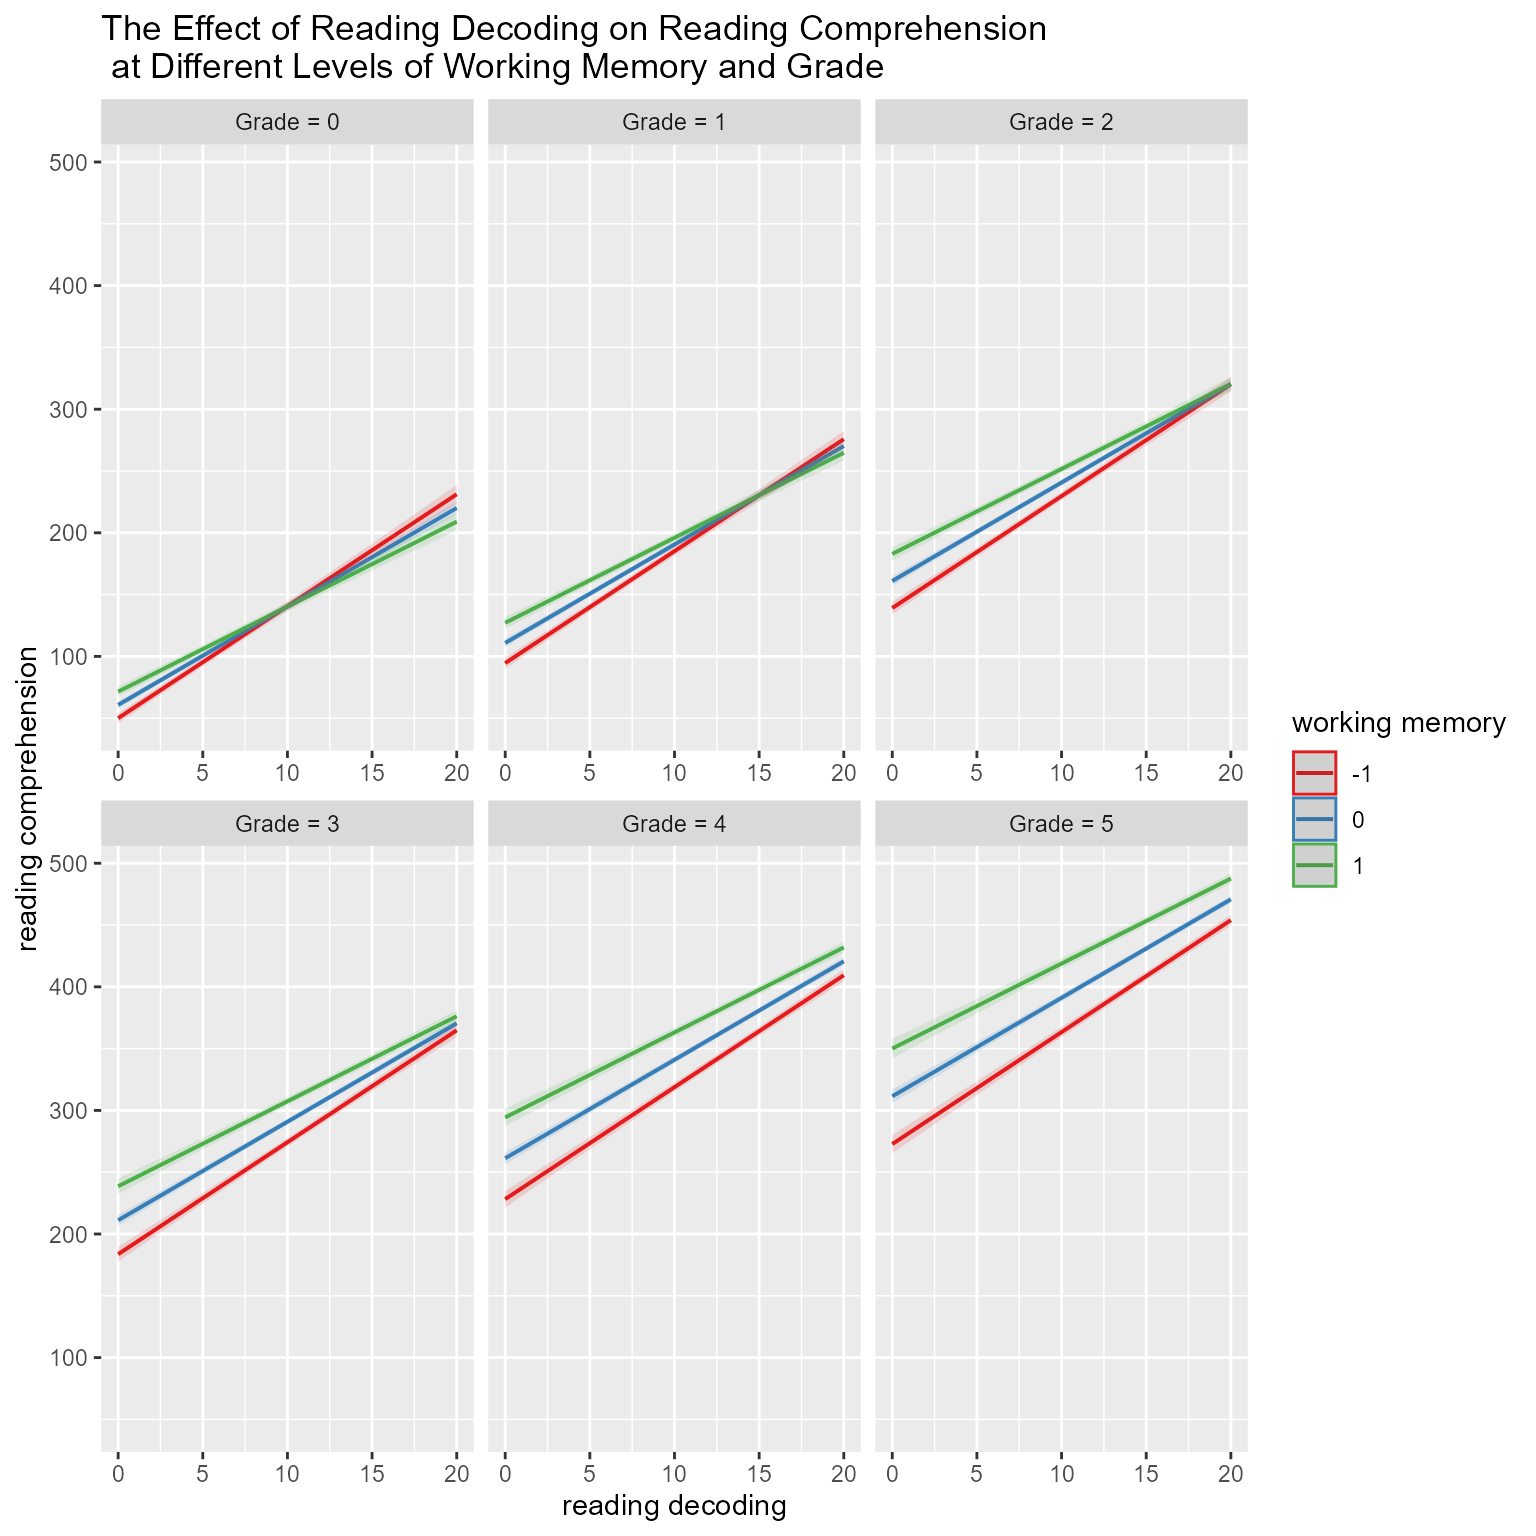 The Effect of Reading Decoding on Reading Comprehension
at Different Levels of Working Memory and Grade
Grade = 0
Grade = 1
Grade = 2
500
400
300
200
100
0 5 10 15 20
0 5 10 15 20
0 5 10 15 20
reading comprehension
working memory
-1
0
1
Grade = 3
Grade = 4
Grade = 5
500
400
300
200
100
0 5 10 15 20
0 5 10 15 20
0 5 10 15 20
reading decoding